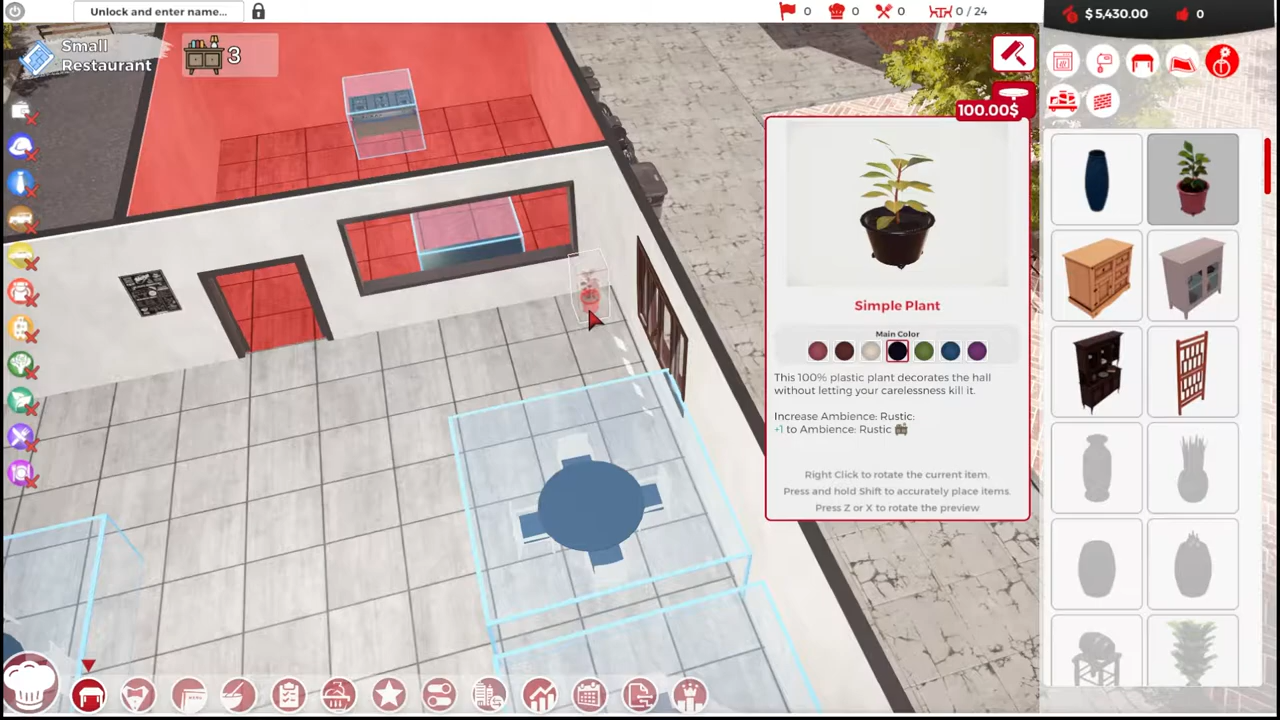 Unlock and enter name...
0
0
0
0 / 24
$ 5,430.00
0
Small
Restaurant
3
100.00$
Simple Plant
Main Color
This 100% plastic plant decorates the hall
without letting your carelessness kill it.
Increase Ambience: Rustic:
+1 to Ambience: Rustic
Right Click to rotate the current item.
Press and hold Shift to accurately place items.
Press Z or X to rotate the preview